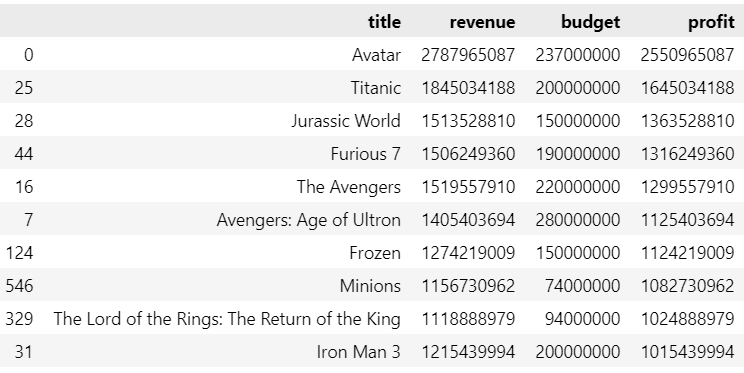 title revenue budget profit
0 Avatar 2787965087 237000000 2550965087
25 Titanic 1845034188 200000000 1645034188
28 Jurassic World 1513528810 150000000 1363528810
44 Furious 7 1506249360 190000000 1316249360
16 The Avengers 1519557910 220000000 1299557910
7 Avengers: Age of Ultron 1405403694 280000000 1125403694
124 Frozen 1274219009 150000000 1124219009
546 Minions 1156730962 74000000 1082730962
329 The Lord of the Rings: The Return of the King 1118888979 94000000 1024888979
31 Iron Man 3 1215439994 200000000 1015439994